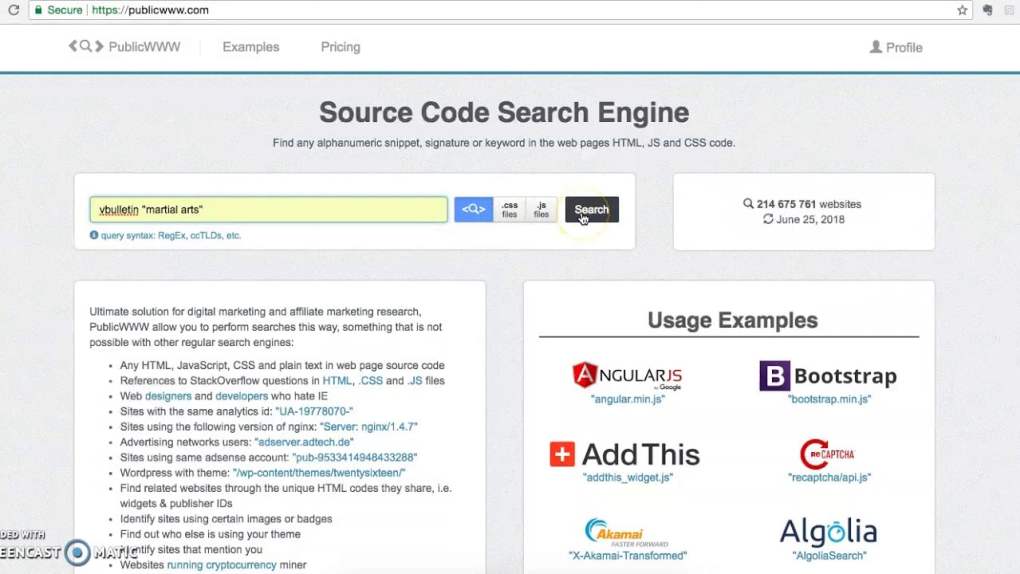 Secure | https://publicwww.com
PublicWWW Examples Pricing Profile
Source Code Search Engine
Find any alphanumeric snippet, signature or keyword in the web pages HTML, JS and CSS code.
vbulletin "martial arts" .css files .js files Search
query syntax: RegEx, ccTLDs, etc.
214 675 761 websites
June 25, 2018
Ultimate solution for digital marketing and affiliate marketing research,
PublicWWW allow you to perform searches this way, something that is not
possible with other regular search engines:
• Any HTML, JavaScript, CSS and plain text in web page source code
• References to StackOverflow questions in HTML, .CSS and .JS files
• Web designers and developers who hate IE
• Sites with the same analytics id: "UA-19778070-"
• Sites using the following version of nginx: "Server: nginx/1.4.7"
• Advertising networks users: "adserver.adtech.de"
• Sites using same adsense account: "pub-9533414948433288"
• Wordpress with theme: "/wp-content/themes/twentysixteen/"
• Find related websites through the unique HTML codes they share, i.e.
widgets & publisher IDs
• Identify sites using certain images or badges
• Find out who else is using your theme
• Identify sites that mention you
• Websites running cryptocurrency miner
Usage Examples
ANGULARJS
by Google
"angular.min.js"
B Bootstrap
"bootstrap.min.js"
AddThis
"addthis_widget.js"
reCAPTCHA
"recaptcha/api.js"
Akamai
FASTER FORWARD
"X-Akamai-Transformed"
Algolia
"AlgoliaSearch"
DED WITH
EENCAST MATIC